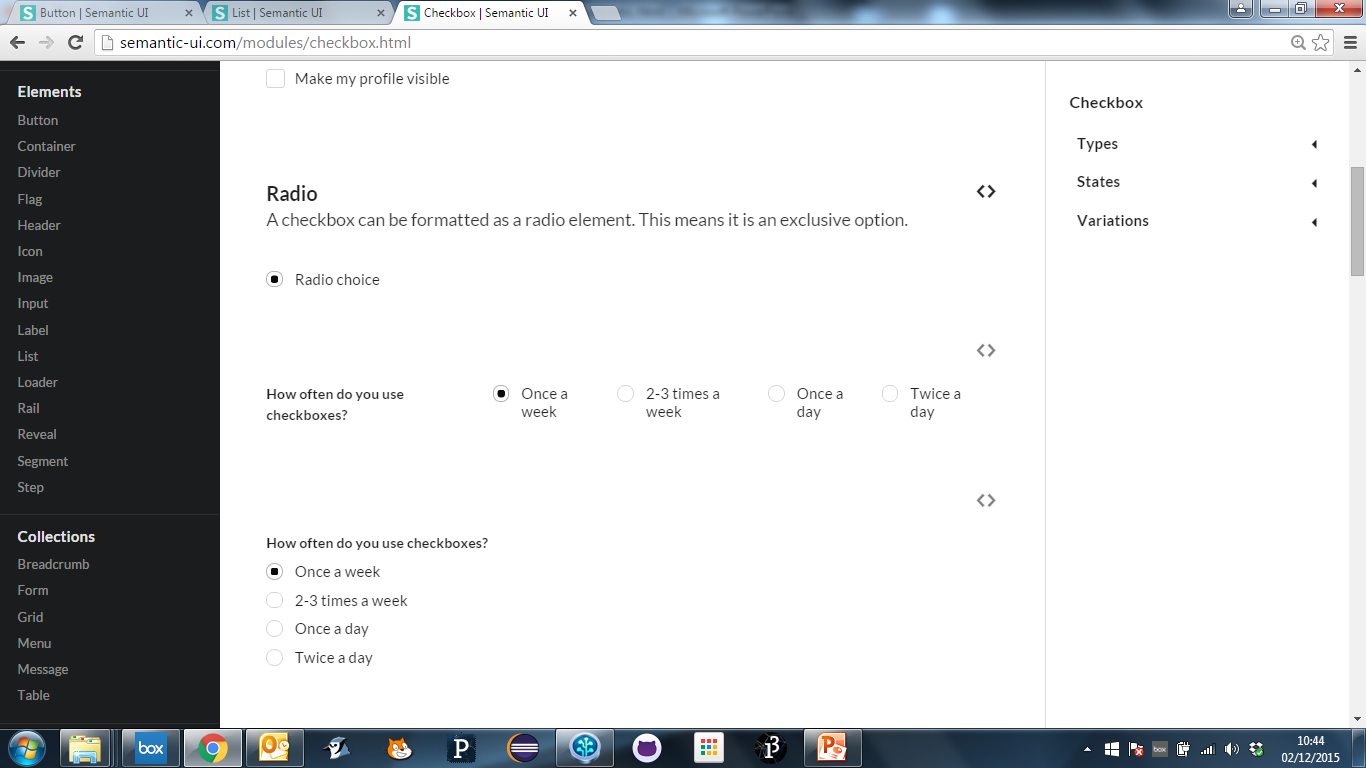 Button | Semantic UI
List | Semantic UI
Checkbox | Semantic UI
semantic-ui.com/modules/checkbox.html
Elements
Button
Container
Divider
Flag
Header
Icon
Image
Input
Label
List
Loader
Rail
Reveal
Segment
Step
Collections
Breadcrumb
Form
Grid
Menu
Message
Table
Make my profile visible
Radio
A checkbox can be formatted as a radio element. This means it is an exclusive option.
Radio choice
How often do you use
checkboxes?
Once a
week
2-3 times a
week
Once a
day
Twice a
day
How often do you use checkboxes?
Once a week
2-3 times a week
Once a day
Twice a day
Checkbox
Types
States
Variations
box
box
10:44
02/12/2015